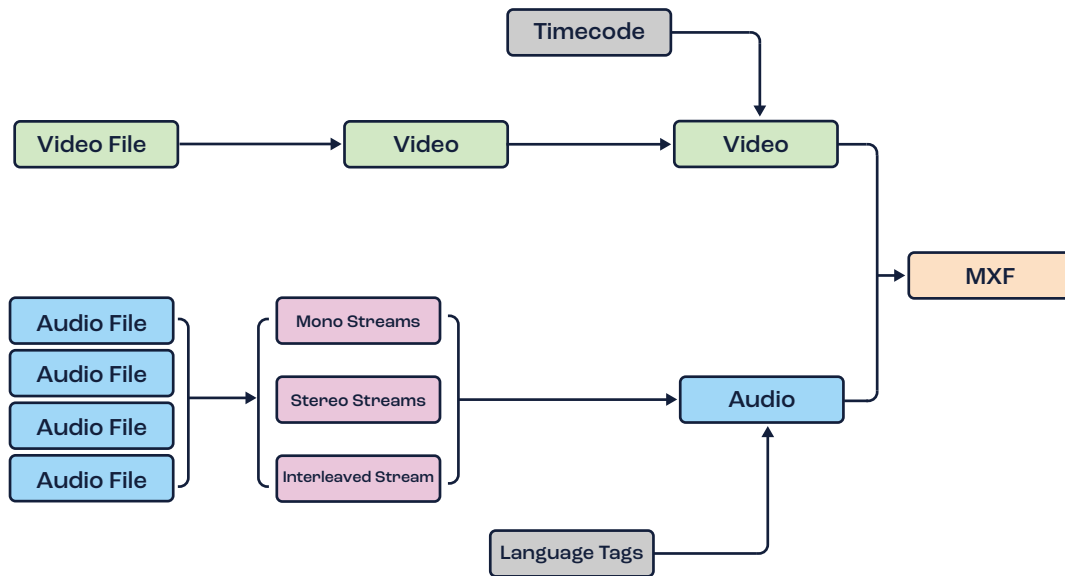 Timecode
Video File
Video
Video
MXF
Audio File
Audio File
Audio File
Audio File
Mono Streams
Stereo Streams
Interleaved Stream
Audio
Language Tags